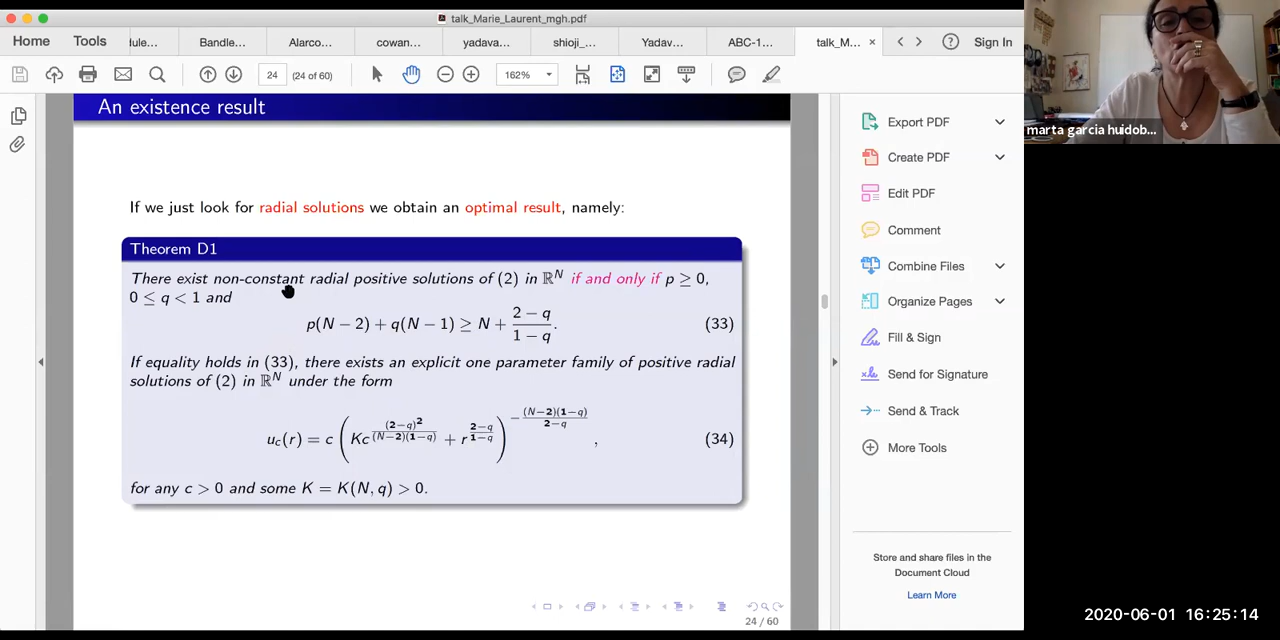 talk_Marie_Laurent_mgh.pdf
Home Tools dule... Bandle... Alarco... cowan... yadava... shioji_... Yadav... ABC-1... talk_M... × Sign In
24 (24 of 60) 162%
marta garcia huidob...
An existence result
If we just look for radial solutions we obtain an optimal result, namely:
Theorem D1
There exist non-constant radial positive solutions of (2) in ℝ^N if and only if p ≥ 0,
0 ≤ q < 1 and
p(N − 2) + q(N − 1) ≥ N + \frac{2 − q}{1 − q}. (33)
If equality holds in (33), there exists an explicit one parameter family of positive radial
solutions of (2) in ℝ^N under the form
u_c(r) = c ( Kc^{\frac{(2−q)^2}{(N−2)(1−q)}} + r^{\frac{2−q}{1−q}} )^{−\frac{(N−2)(1−q)}{2−q}}, (34)
for any c > 0 and some K = K(N, q) > 0.
24 / 60
Export PDF
Create PDF
Edit PDF
Comment
Combine Files
Organize Pages
Fill & Sign
Send for Signature
Send & Track
More Tools
Store and share files in the
Document Cloud
Learn More
2020-06-01 16:25:14